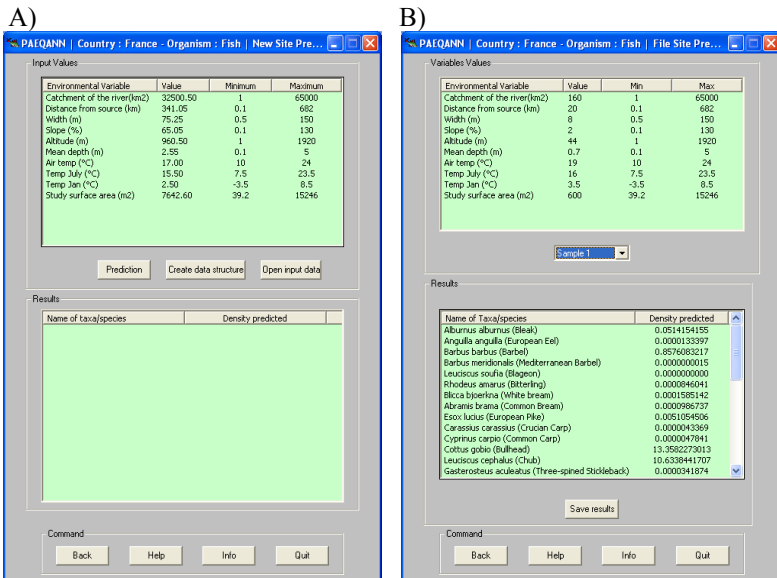 A)
PAEQANN | Country : France - Organism : Fish | New Site Pre...
Input Values
Environmental Variable Value Minimum Maximum
Catchment of the river(km2) 32500.50 1 65000
Distance from source (km) 341.05 0.1 682
Width (m) 75.25 0.5 150
Slope (%) 65.05 0.1 130
Altitude (m) 960.50 1 1920
Mean depth (m) 2.55 0.1 5
Air temp (°C) 17.00 10 24
Temp July (°C) 15.50 7.5 23.5
Temp Jan (°C) 2.50 -3.5 8.5
Study surface area (m2) 7642.60 39.2 15246
Prediction Create data structure Open input data
Results
Name of taxa/species Density predicted
Command
Back Help Info Quit
B)
PAEQANN | Country : France - Organism : Fish | File Site Pre...
Variables Values
Environmental Variable Value Min Max
Catchment of the river(km2) 160 1 65000
Distance from source (km) 20 0.1 682
Width (m) 8 0.5 150
Slope (%) 2 0.1 130
Altitude (m) 44 1 1920
Mean depth (m) 0.7 0.1 5
Air temp (°C) 19 10 24
Temp July (°C) 16 7.5 23.5
Temp Jan (°C) 3.5 -3.5 8.5
Study surface area (m2) 600 39.2 15246
Sample 1
Results
Name of Taxa/species Density predicted
Alburnus alburnus (Bleak) 0.0514154155
Anguilla anguilla (European Eel) 0.0000133397
Barbus barbus (Barbel) 0.8576083217
Barbus meridionalis (Mediterranean Barbel) 0.0000000015
Leuciscus soufia (Blageon) 0.0000000000
Rhodeus amarus (Bitterling) 0.0000846041
Blicca bjoerkna (White bream) 0.0001585142
Abramis brama (Common Bream) 0.0000986737
Esox lucius (European Pike) 0.0051054506
Carassius carassius (Crucian Carp) 0.0000043369
Cyprinus carpio (Common Carp) 0.0000047841
Cottus gobio (Bullhead) 13.3582273013
Leuciscus cephalus (Chub) 10.6338441707
Gasterosteus aculeatus (Three-spined Stickleback) 0.0000341874
Save results
Command
Back Help Info Quit